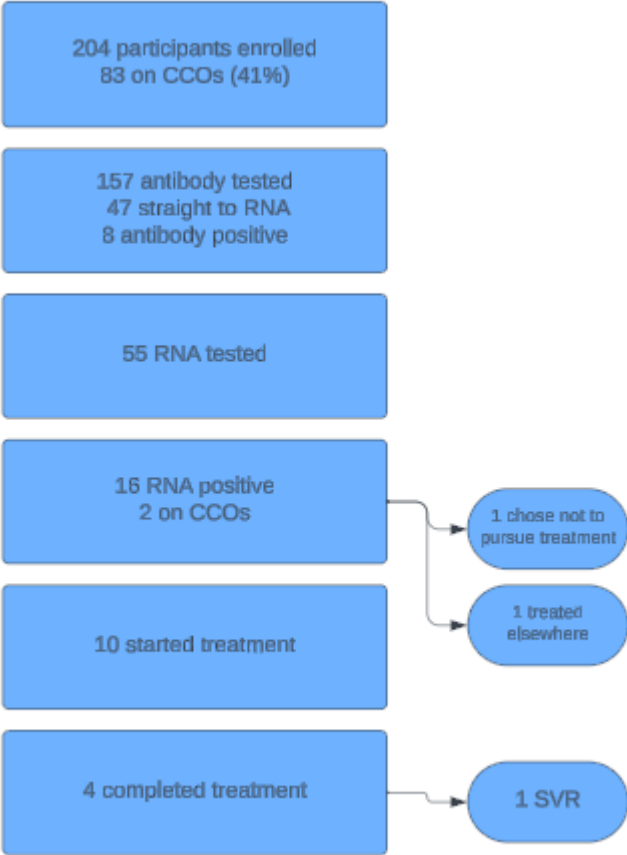 204 participants enrolled
83 on CCOs (41%)
157 antibody tested
47 straight to RNA
8 antibody positive
55 RNA tested
16 RNA positive
2 on CCOs
1 chose not to
pursue treatment
1 treated
elsewhere
10 started treatment
4 completed treatment
1 SVR